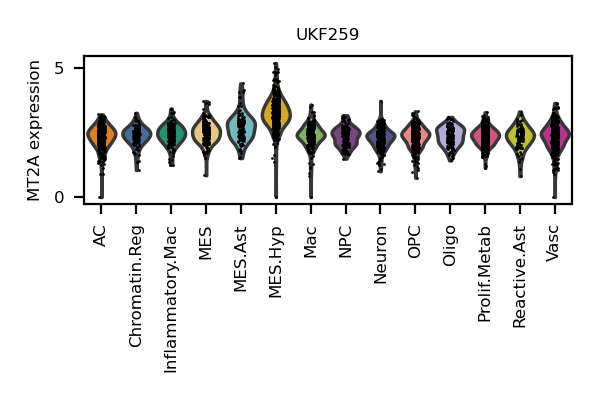 UKF259
MT2A expression
5
0
AC
Chromatin.Reg
Inflammatory.Mac
MES
MES.Ast
MES.Hyp
Mac
NPC
Neuron
OPC
Oligo
Prolif.Metab
Reactive.Ast
Vasc